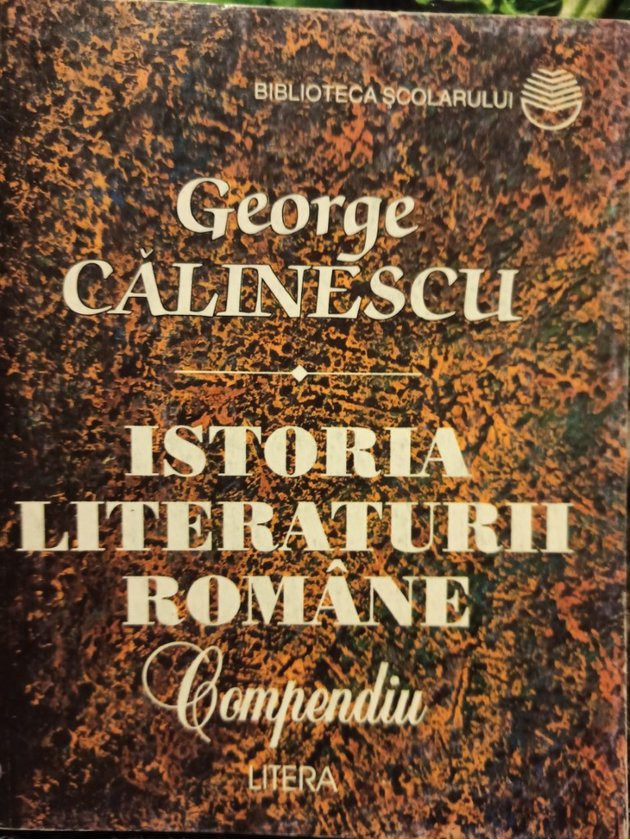 BIBLIOTECA ȘCOLARULUI
George
CĂLINESCU
ISTORIA
LITERATURII
ROMÂNE
Compendiu
LITERA